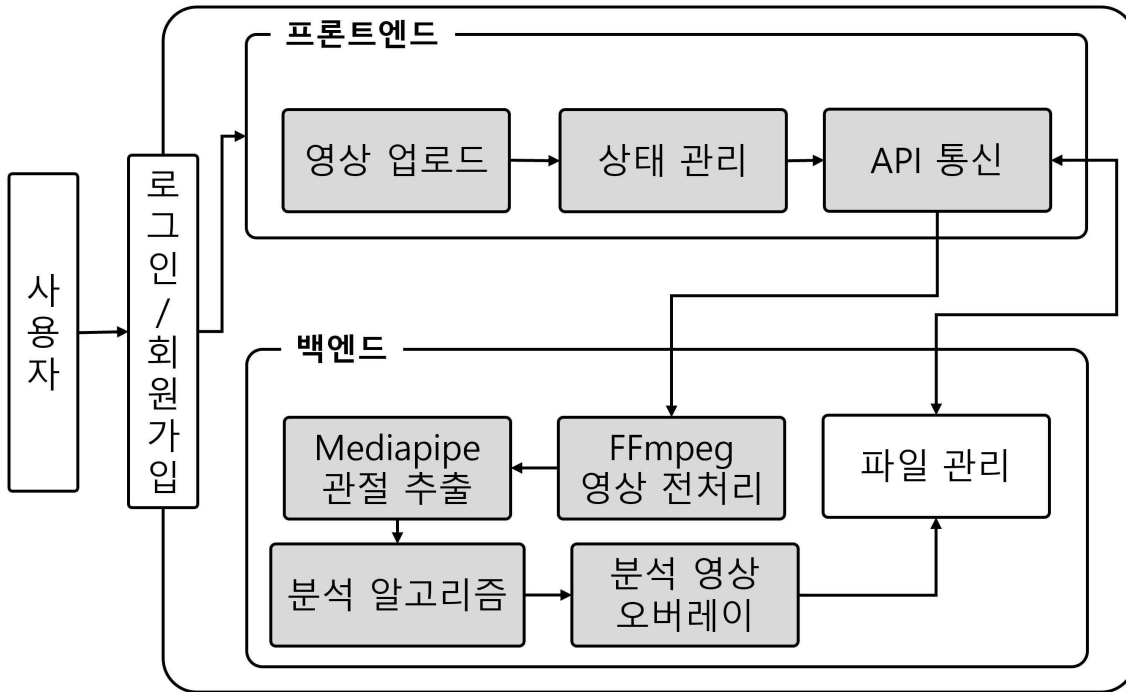 프론트엔드
영상 업로드
상태 관리
API 통신
사용자
로그인/회원가입
백엔드
Mediapipe
관절 추출
FFmpeg
영상 전처리
파일 관리
분석 알고리즘
분석 영상
오버레이